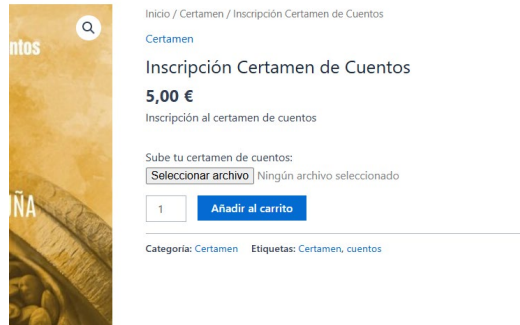 Inicio / Certamen / Inscripción Certamen de Cuentos
Certamen
Inscripción Certamen de Cuentos
5,00 €
Inscripción al certamen de cuentos
Sube tu certamen de cuentos:
Seleccionar archivo Ningún archivo seleccionado
1 Añadir al carrito
Categoría: Certamen Etiquetas: Certamen, cuentos
ntos
ÑA